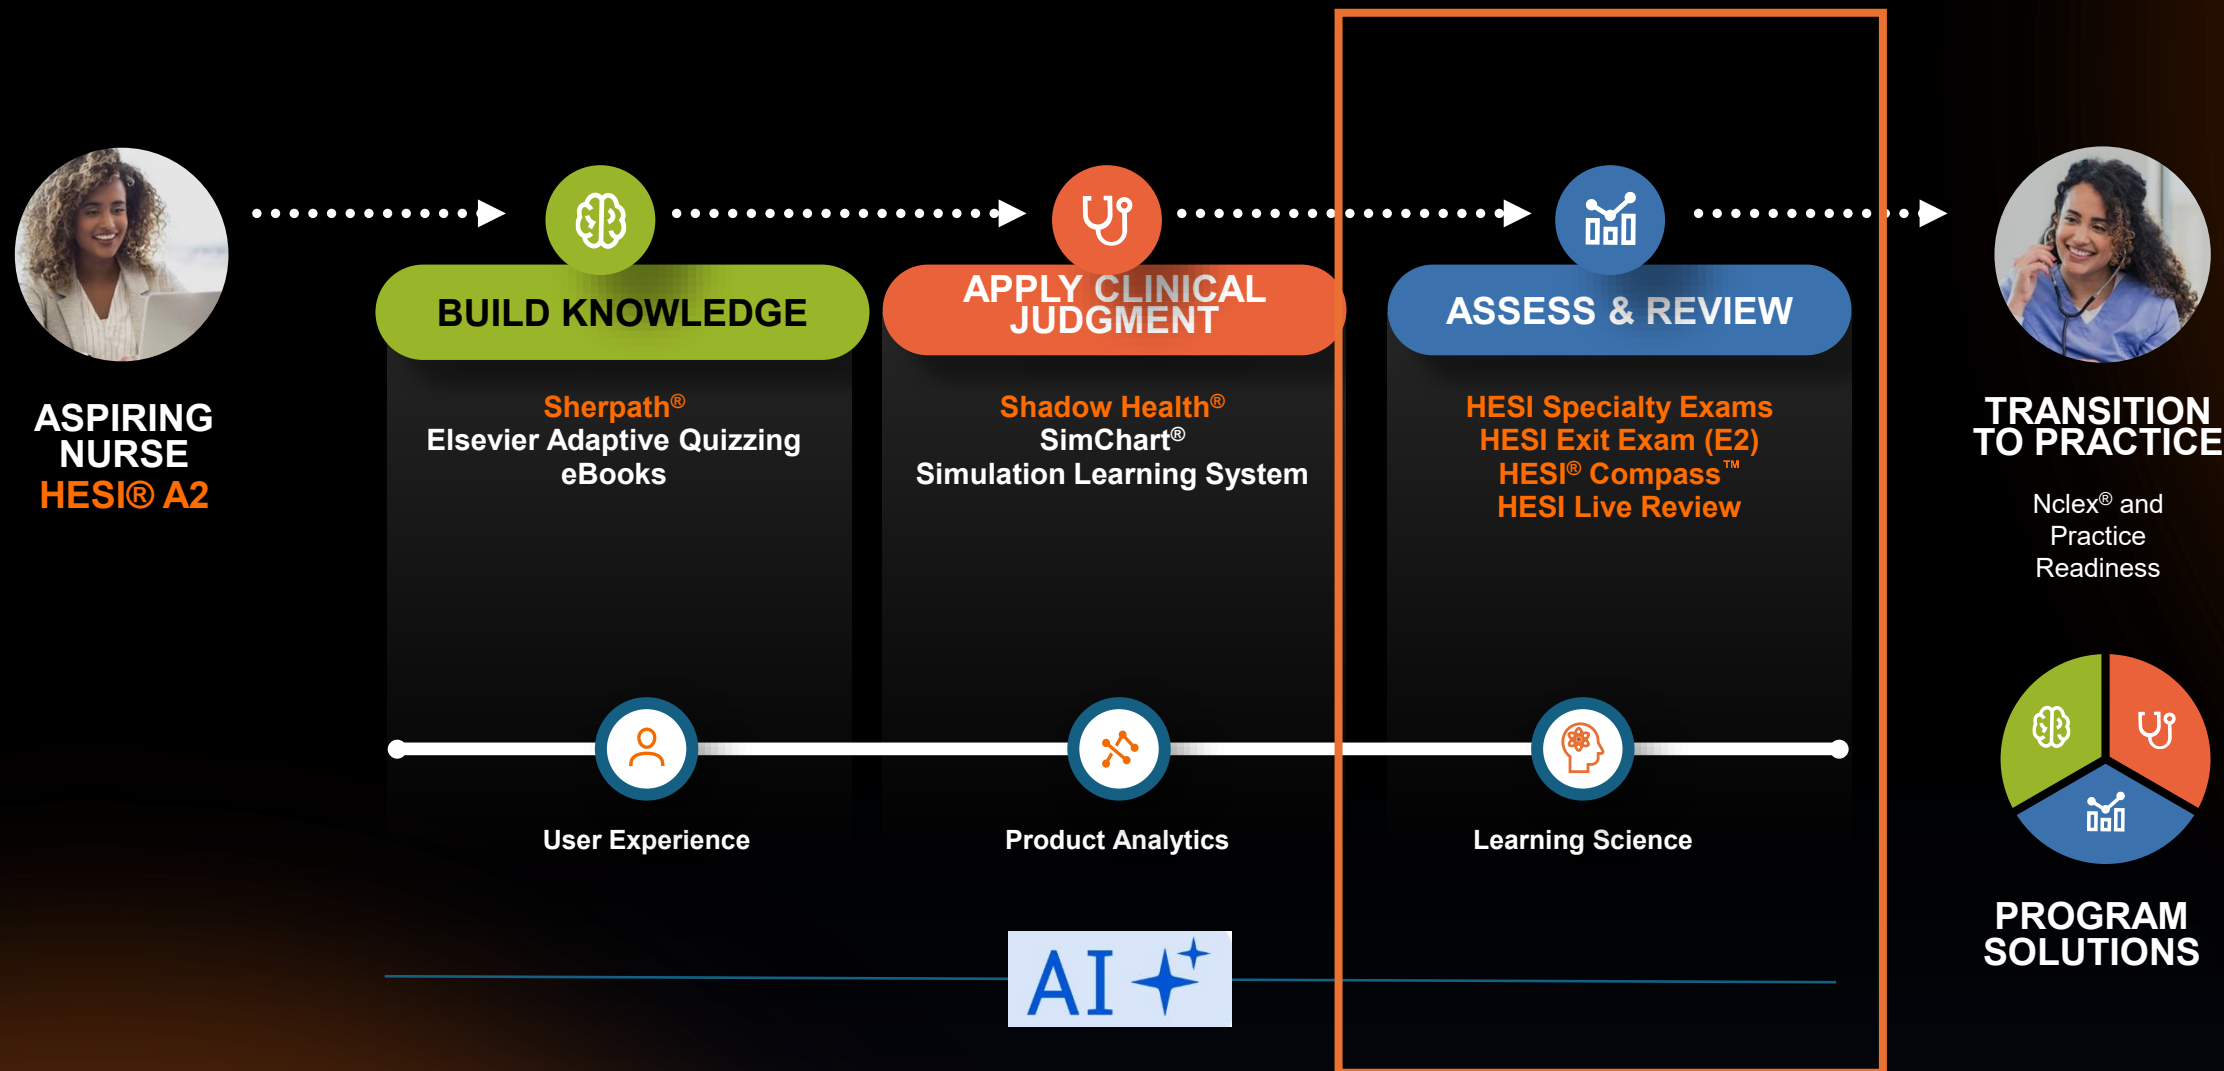 ASPIRING
NURSE
HESI® A2
BUILD KNOWLEDGE
Sherpath®
Elsevier Adaptive Quizzing
eBooks
APPLY CLINICAL
JUDGMENT
Shadow Health®
SimChart®
Simulation Learning System
ASSESS & REVIEW
HESI Specialty Exams
HESI Exit Exam (E2)
HESI® Compass™
HESI Live Review
TRANSITION
TO PRACTICE
Nclex® and
Practice
Readiness
User Experience
Product Analytics
Learning Science
AI
PROGRAM
SOLUTIONS